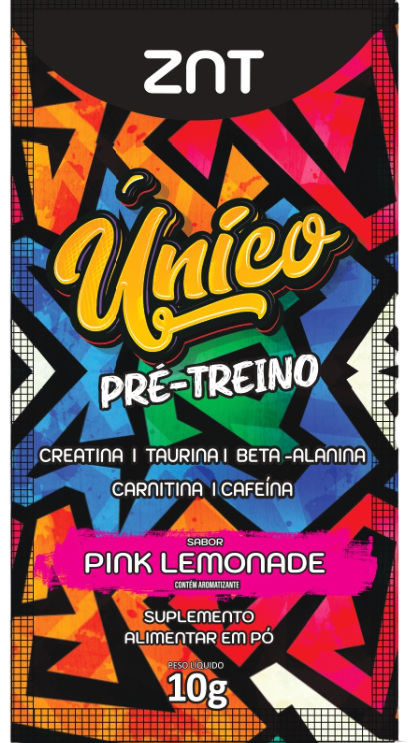 ZNT
Único
PRÉ-TREINO
CREATINA | TAURINA | BETA-ALANINA
CARNITINA | CAFEÍNA
SABOR
PINK LEMONADE
CONTÉM AROMATIZANTE
SUPLEMENTO
ALIMENTAR EM PÓ
PESO LÍQUIDO
10g